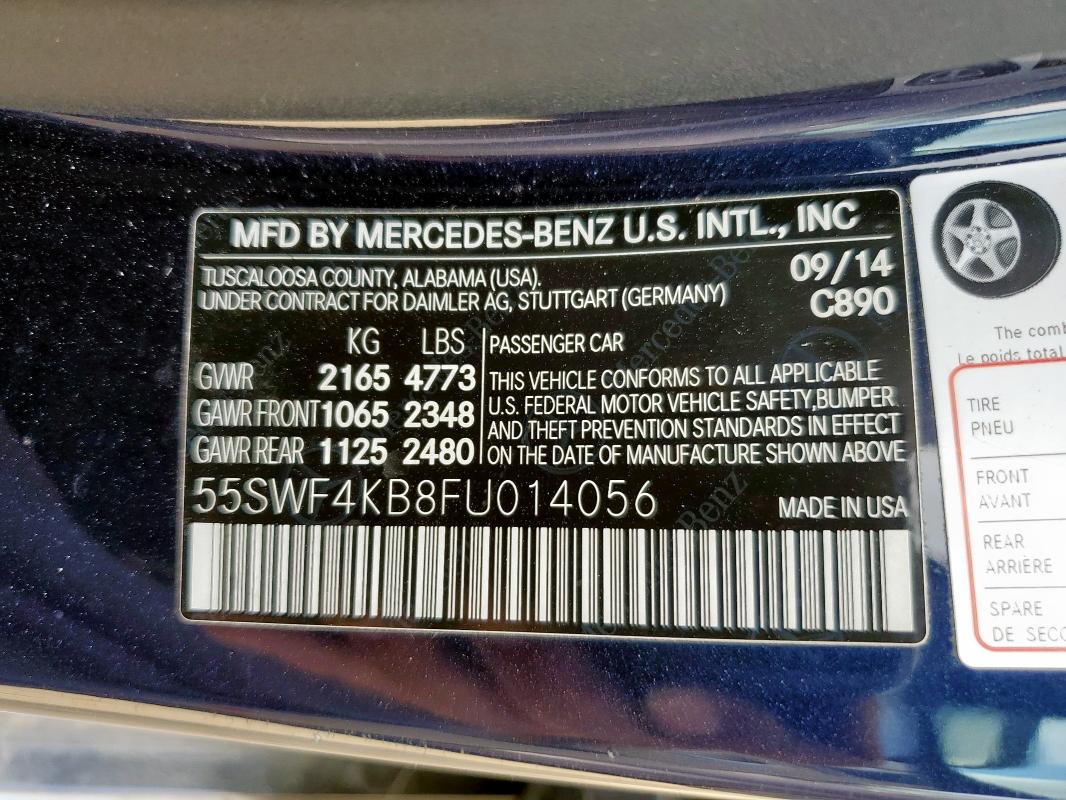 MFD BY MERCEDES-BENZ U.S. INTL., INC
TUSCALOOSA COUNTY, ALABAMA (USA).
UNDER CONTRACT FOR DAIMLER AG, STUTTGART (GERMANY)
09/14
C890
KG LBS
GVWR 2165 4773
GAWR FRONT 1065 2348
GAWR REAR 1125 2480
PASSENGER CAR
THIS VEHICLE CONFORMS TO ALL APPLICABLE
U.S. FEDERAL MOTOR VEHICLE SAFETY,BUMPER
AND THEFT PREVENTION STANDARDS IN EFFECT
ON THE DATE OF MANUFACTURE SHOWN ABOVE
55SWF4KB8FU014056
MADE IN USA
The comb
Le poids total
TIRE
PNEU
FRONT
AVANT
REAR
ARRIÈRE
SPARE
DE SECO